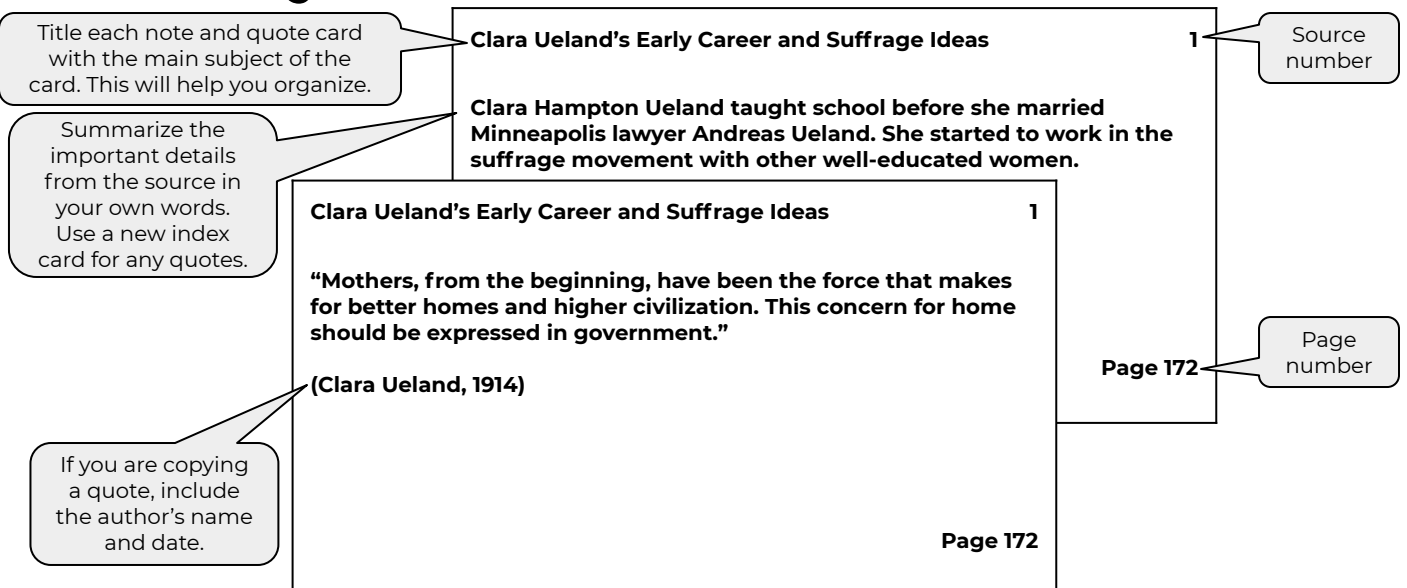 Title each note and quote card
with the main subject of the
card. This will help you organize.
Clara Ueland’s Early Career and Suffrage Ideas 1
Source
number
Summarize the
important details
from the source in
your own words.
Use a new index
card for any quotes.
Clara Hampton Ueland taught school before she married
Minneapolis lawyer Andreas Ueland. She started to work in the
suffrage movement with other well-educated women.
Page 172
Page
number
Clara Ueland’s Early Career and Suffrage Ideas 1
“Mothers, from the beginning, have been the force that makes
for better homes and higher civilization. This concern for home
should be expressed in government.”
(Clara Ueland, 1914)
If you are copying
a quote, include
the author’s name
and date.
Page 172